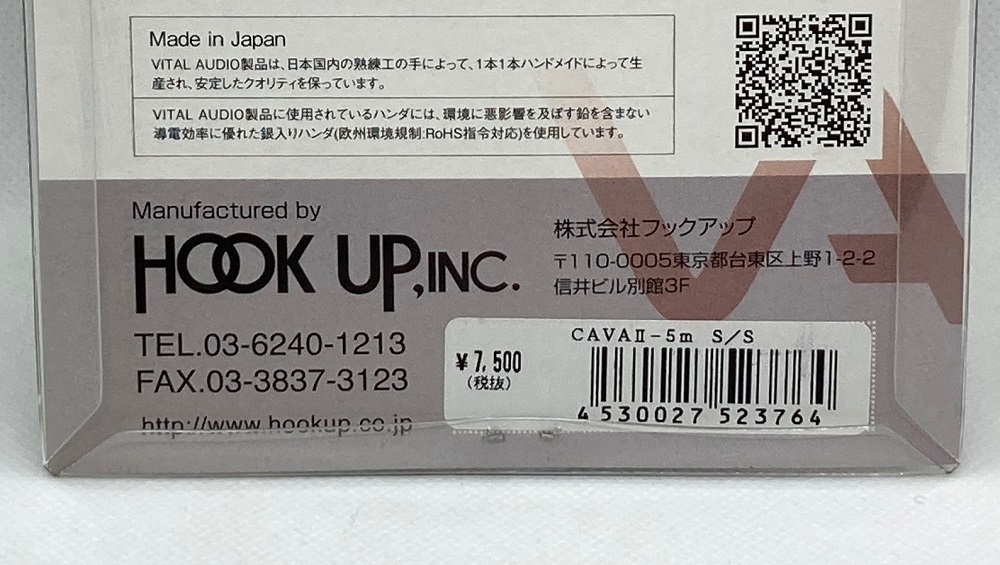 Made in Japan
VITAL AUDIO製品は、日本国内の熟練工の手によって、1本1本ハンドメイドによって生
産され、安定したクオリティを保っています。
VITAL AUDIO製品に使用されているハンダには、環境に悪影響を及ぼす鉛を含まない
導電効率に優れた銀入りハンダ(欧州環境規制:RoHS指令対応)を使用しています。
Manufactured by
HOOK UP,INC.
株式会社フックアップ
〒110-0005東京都台東区上野1-2-2
信井ビル別館3F
TEL.03-6240-1213
FAX.03-3837-3123
http://www.hookup.co.jp
CAVAⅡ-5m S/S
¥7,500
(税抜)
4 530027 523764
VA